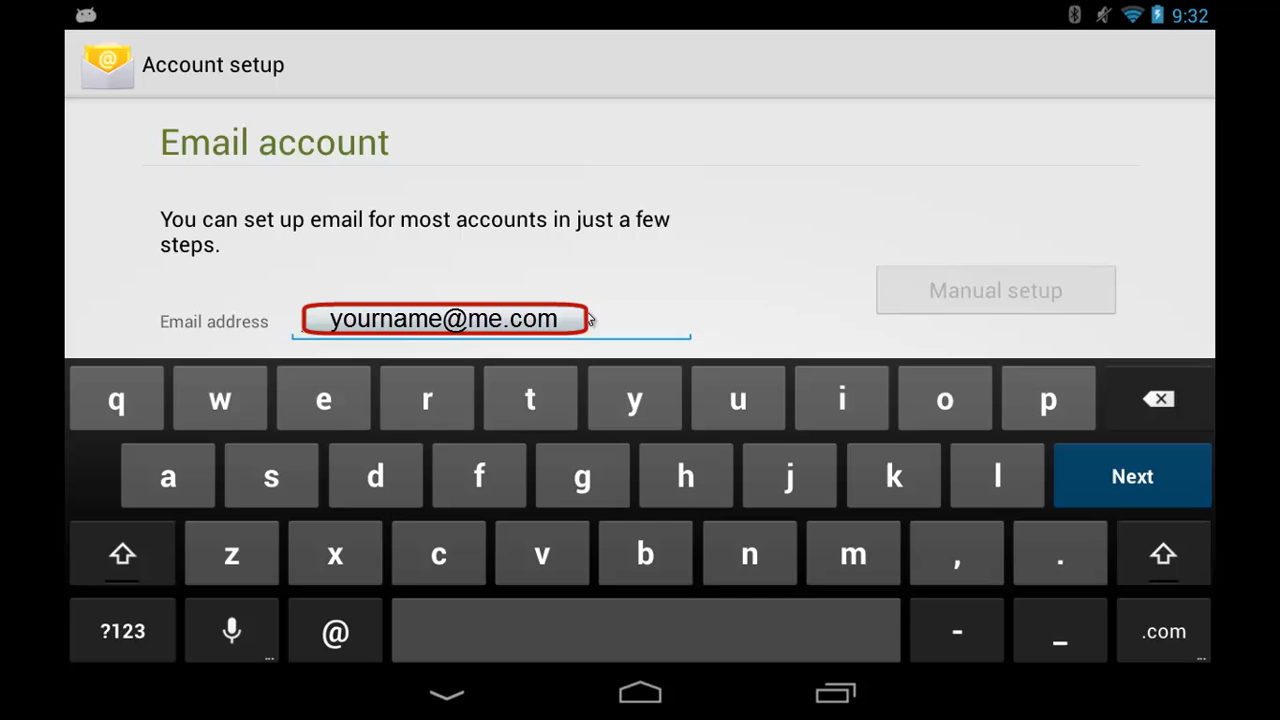 9:32
Account setup
Email account
You can set up email for most accounts in just a few
steps.
Manual setup
Email address yourname@me.com
q w e r t y u i o p
a s d f g h j k l Next
z x c v b n m , .
?123 @ - _ .com